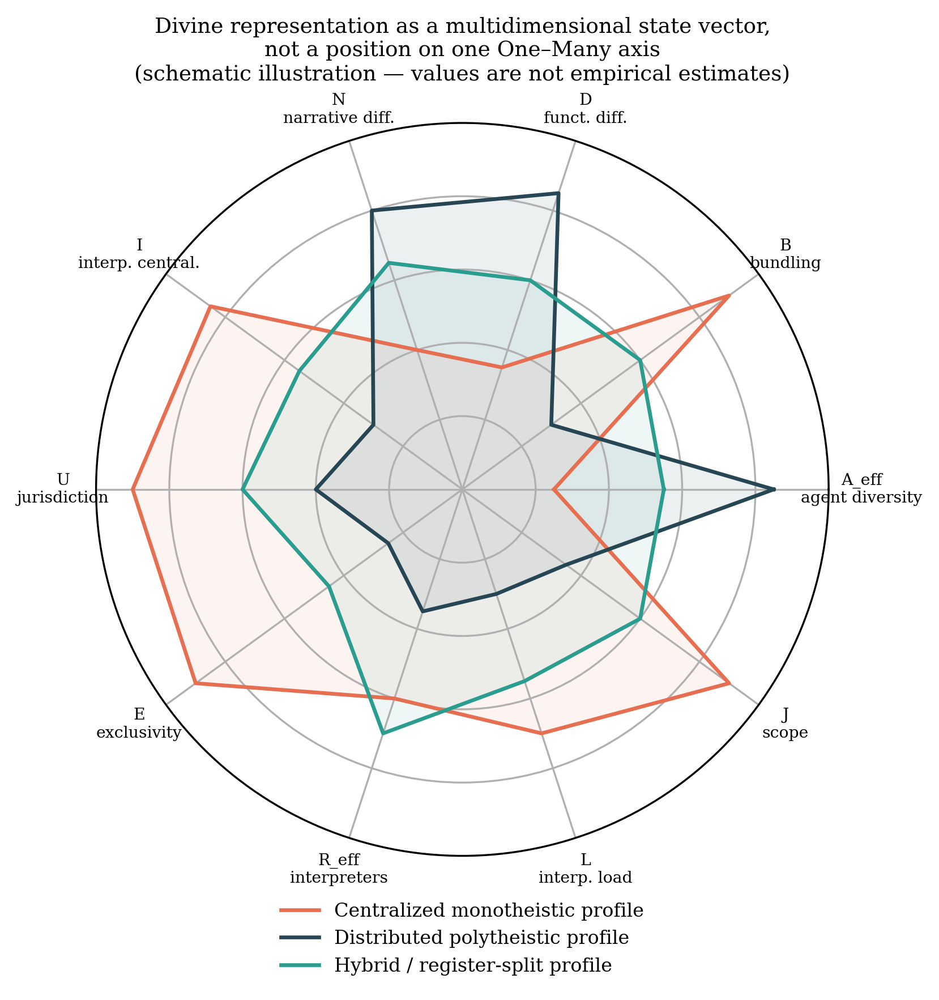 Divine representation as a multidimensional state vector,
not a position on one One–Many axis
(schematic illustration — values are not empirical estimates)
N
narrative diff.
D
funct. diff.
I
interp. central.
B
bundling
U
jurisdiction
A_eff
agent diversity
E
exclusivity
J
scope
R_eff
interpreters
L
interp. load
Centralized monotheistic profile
Distributed polytheistic profile
Hybrid / register-split profile